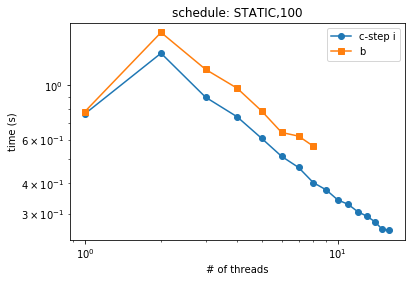 schedule: STATIC,100
c-step i
b
time (s)
10⁰
6 × 10⁻¹
4 × 10⁻¹
3 × 10⁻¹
10⁰
10¹
# of threads